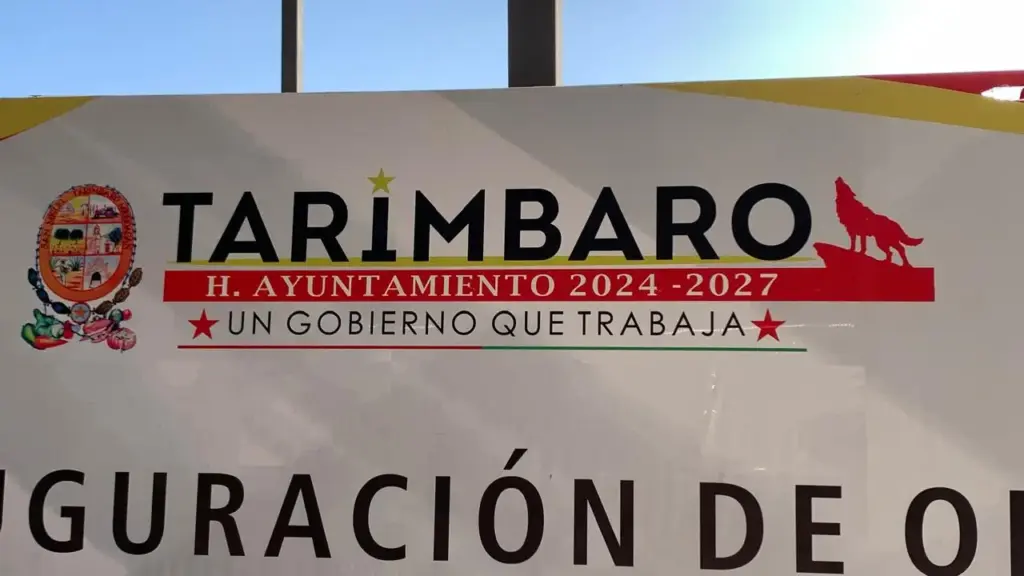 TARIMBARO
H. AYUNTAMIENTO 2024 -2027
UN GOBIERNO QUE TRABAJA
UGURACIÓN DE O